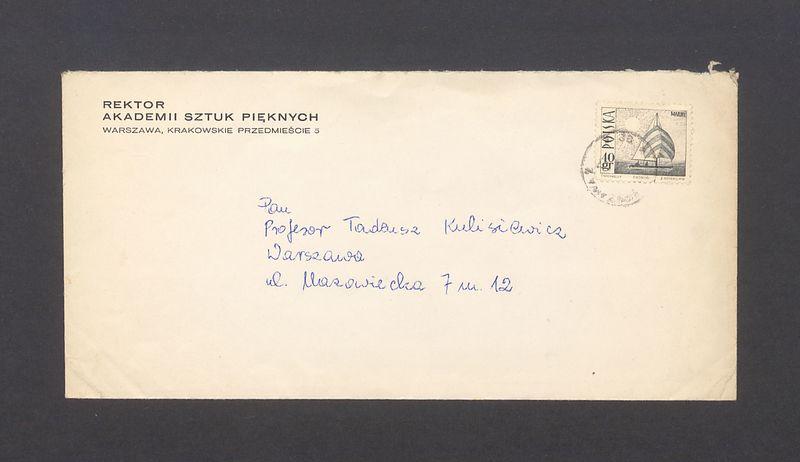 REKTOR
AKADEMII SZTUK PIĘKNYCH
WARSZAWA, KRAKOWSKIE PRZEDMIEŚCIE 5
POLSKA
40
gr
Pan
Profesor Tadeusz Kulisiewicz
Warszawa
ul. Mazowiecka 7 m. 12